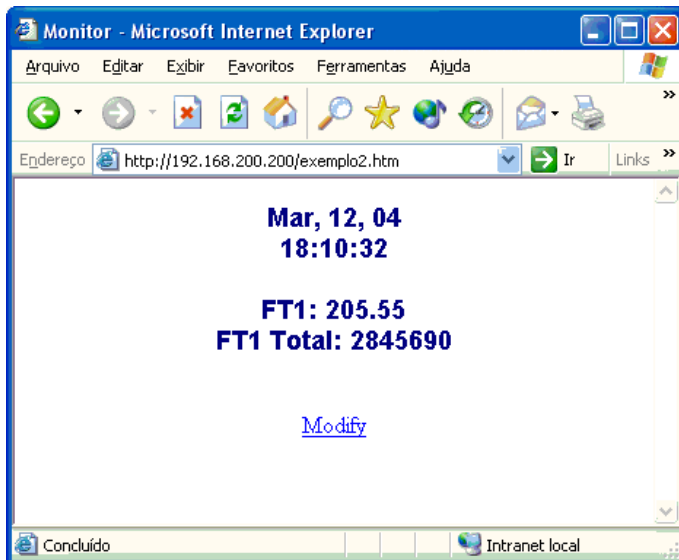 Monitor - Microsoft Internet Explorer
Arquivo Editar Exibir Favoritos Ferramentas Ajuda
Endereço http://192.168.200.200/exemplo2.htm Ir Links
Mar, 12, 04
18:10:32
FT1: 205.55
FT1 Total: 2845690
Modify
Concluído Intranet local